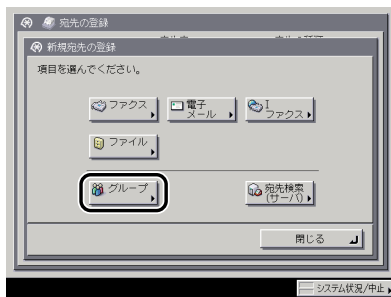 宛先の登録
新規宛先の登録
項目を選んでください。
ファクス
電子
メール
I
ファクス
ファイル
グループ
宛先検索
(サーバ)
閉じる
システム状況/中止